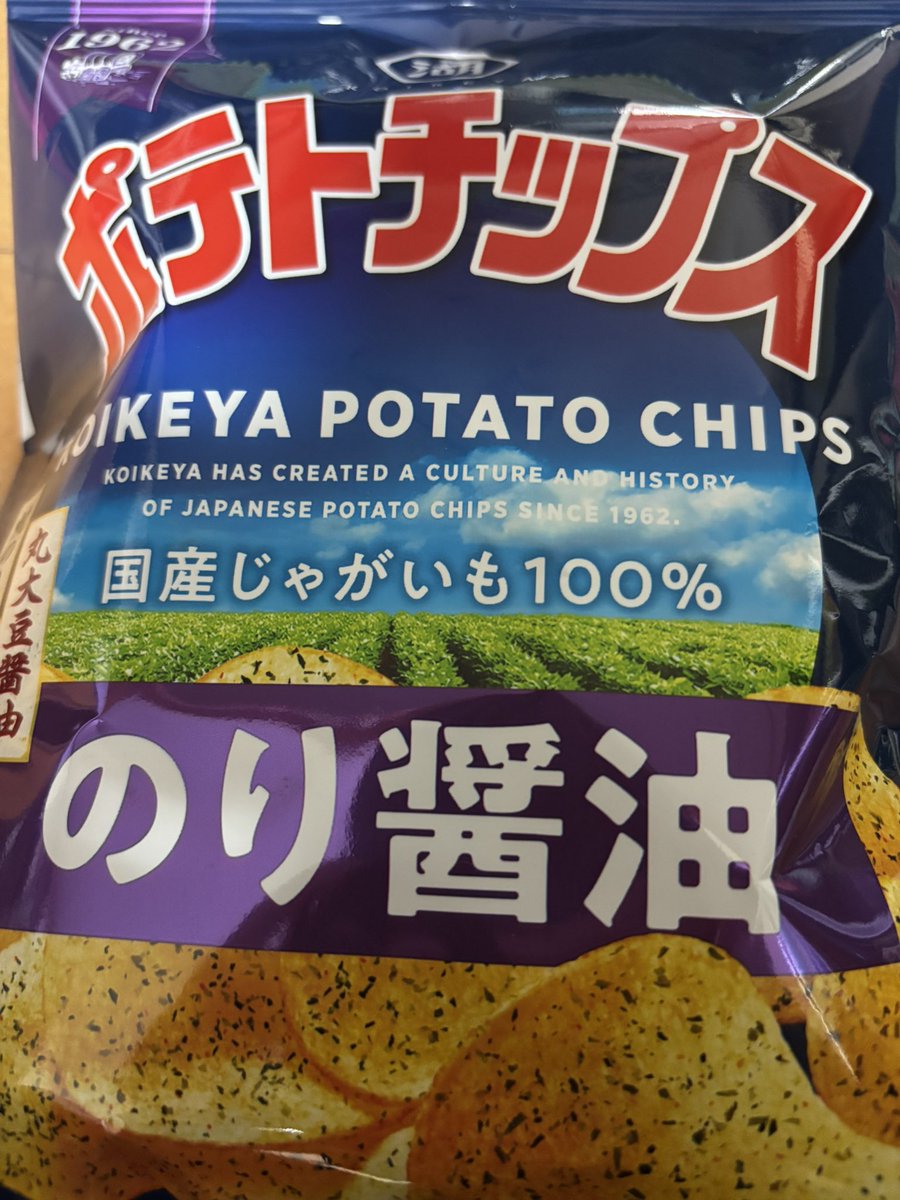 1962
湖
ポテトチップス
KOIKEYA POTATO CHIPS
KOIKEYA HAS CREATED A CULTURE AND HISTORY
OF JAPANESE POTATO CHIPS SINCE 1962.
国産じゃがいも100%
丸大豆醤油
のり醤油